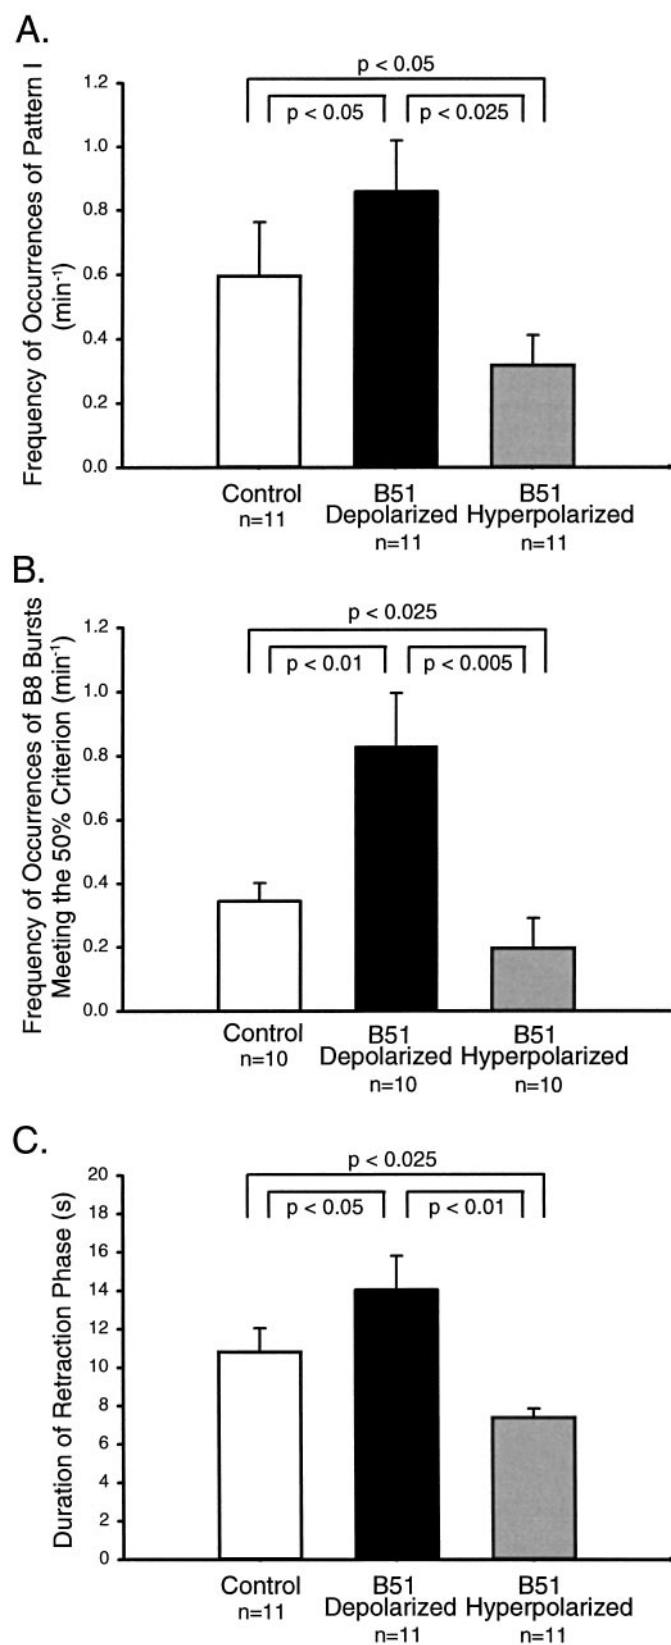 A.
Frequency of Occurrences of Pattern I
(min⁻¹)
p < 0.05
p < 0.05 p < 0.025
1.2
1.0
0.8
0.6
0.4
0.2
0.0
Control B51 B51
Depolarized Hyperpolarized
n=11 n=11 n=11
B.
Frequency of Occurrences of B8 Bursts
Meeting the 50% Criterion (min⁻¹)
p < 0.025
p < 0.01 p < 0.005
1.2
1.0
0.8
0.6
0.4
0.2
0.0
Control B51 B51
Depolarized Hyperpolarized
n=10 n=10 n=10
C.
Duration of Retraction Phase (s)
p < 0.025
p < 0.05 p < 0.01
20
18
16
14
12
10
8
6
4
2
0
Control B51 B51
Depolarized Hyperpolarized
n=11 n=11 n=11